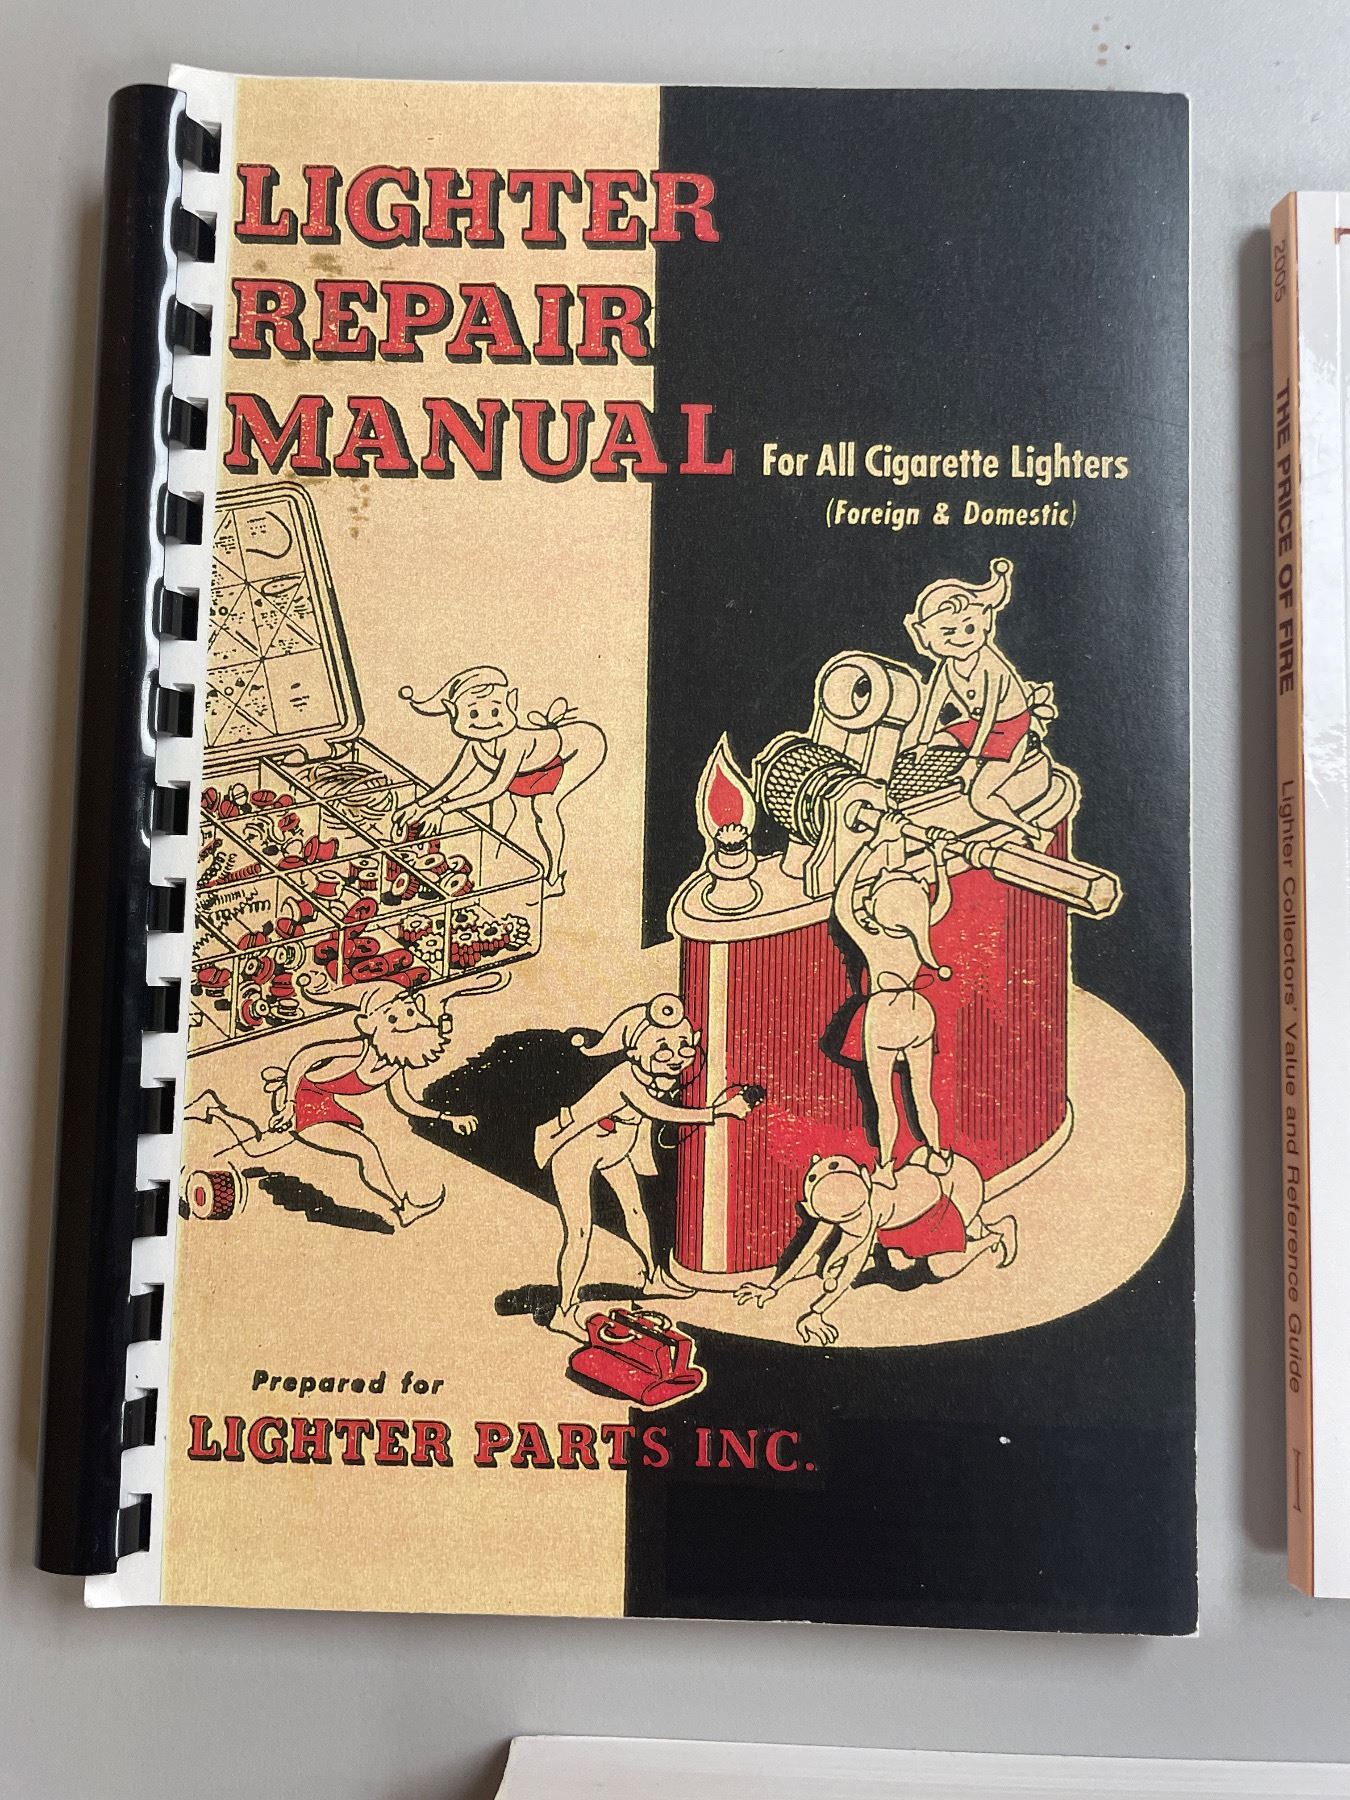 LIGHTER
REPAIR
MANUAL
For All Cigarette Lighters
(Foreign & Domestic)
Prepared for
LIGHTER PARTS INC.
2005 THE PRICE OF FIRE Lighter Collectors' Value and Reference Guide